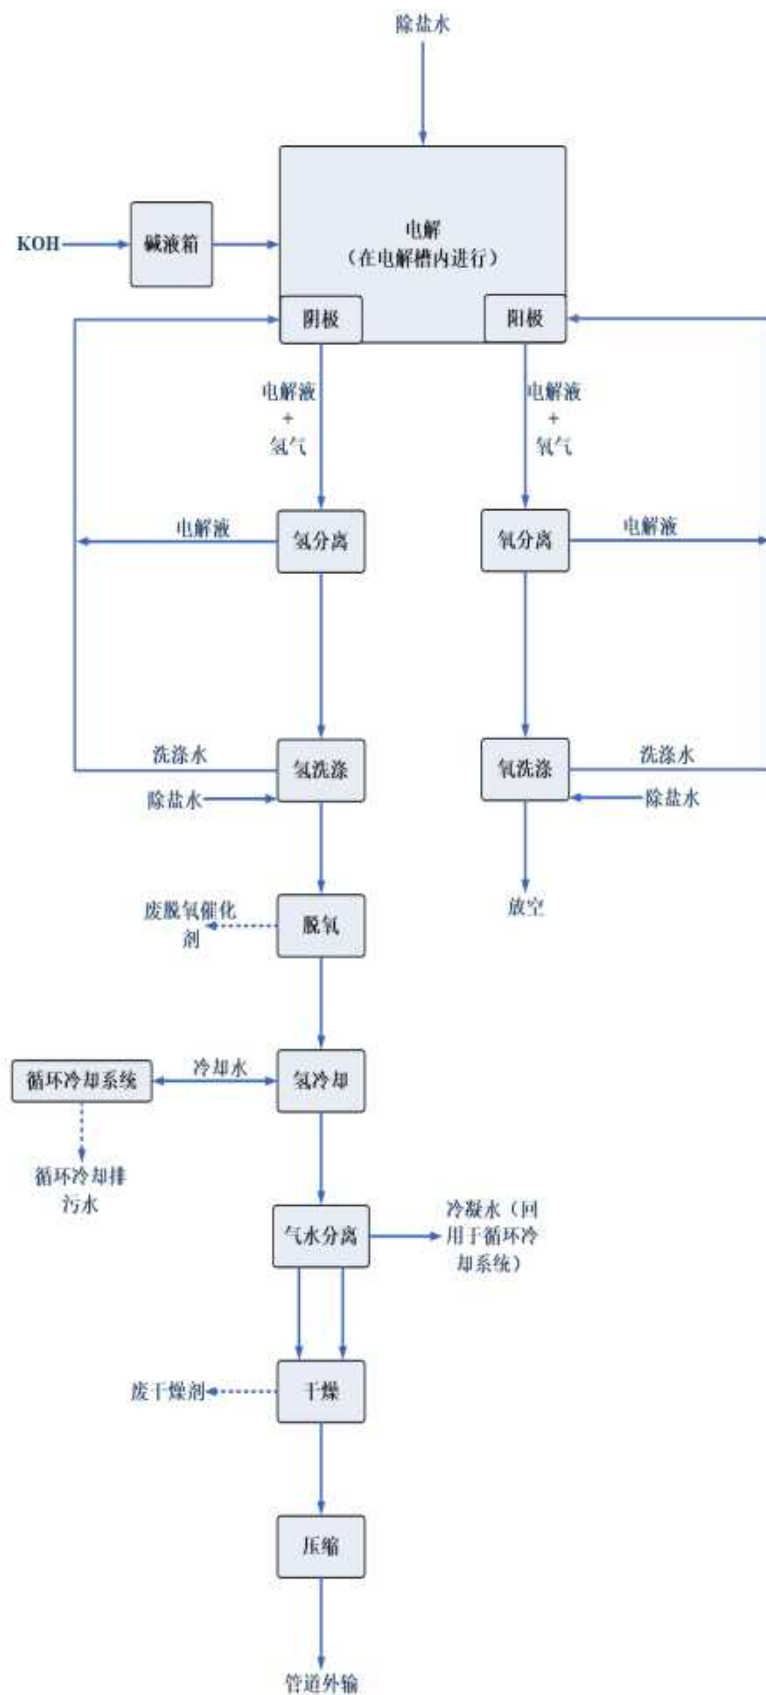 除盐水
电解
（在电解槽内进行）
KOH
碱液箱
阴极
阳极
电解液
+
氢气
电解液
+
氧气
电解液
氢分离
氧分离
电解液
洗涤水
氢洗涤
除盐水
氧洗涤
洗涤水
除盐水
废脱氧催化
剂
脱氧
放空
循环冷却系统
冷却水
氢冷却
循环冷却排
污水
气水分离
冷凝水（回
用于循环冷
却系统）
废干燥剂
干燥
压缩
管道外输